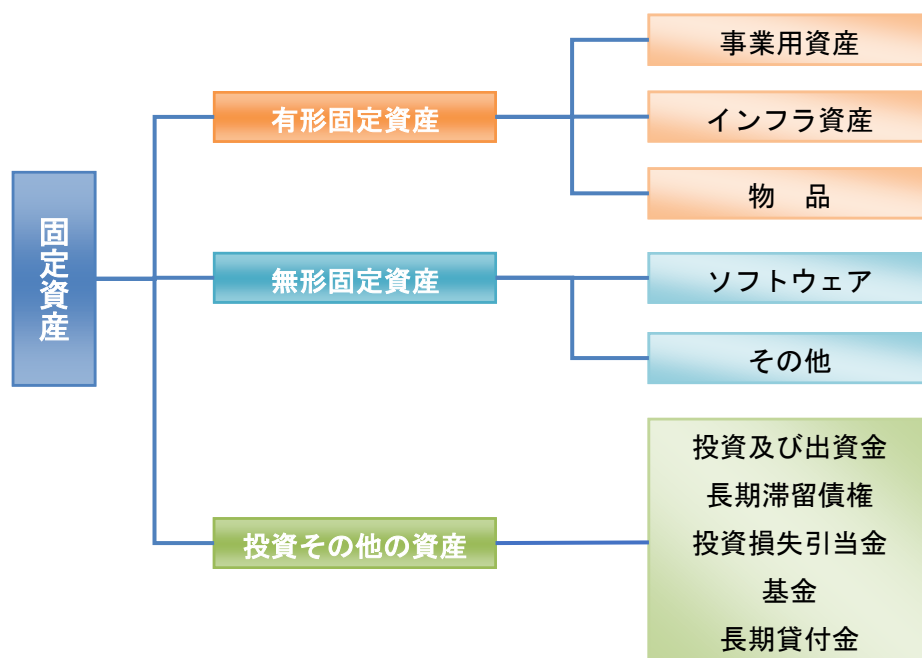 固定資産
有形固定資産
事業用資産
インフラ資産
物　品
無形固定資産
ソフトウェア
その他
投資その他の資産
投資及び出資金
長期滞留債権
投資損失引当金
基金
長期貸付金